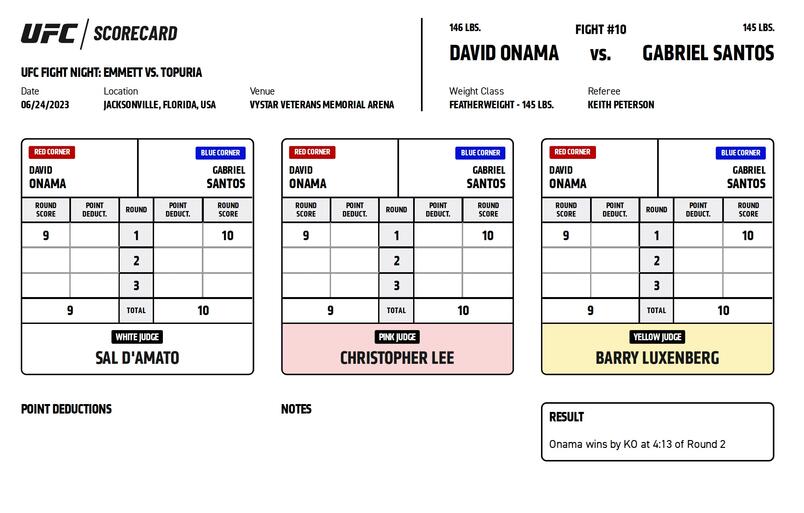 UFC / SCORECARD
UFC FIGHT NIGHT: EMMETT VS. TOPURIA
Date Location Venue
06/24/2023 JACKSONVILLE, FLORIDA, USA VYSTAR VETERANS MEMORIAL ARENA
146 LBS. FIGHT #10 145 LBS.
DAVID ONAMA vs. GABRIEL SANTOS
Weight Class Referee
FEATHERWEIGHT - 145 LBS. KEITH PETERSON
RED CORNER BLUE CORNER
DAVID GABRIEL
ONAMA SANTOS
ROUND SCORE POINT DEDUCT. ROUND POINT DEDUCT. ROUND SCORE
9 1 10
2
3
9 TOTAL 10
WHITE JUDGE
SAL D'AMATO
RED CORNER BLUE CORNER
DAVID GABRIEL
ONAMA SANTOS
ROUND SCORE POINT DEDUCT. ROUND POINT DEDUCT. ROUND SCORE
9 1 10
2
3
9 TOTAL 10
PINK JUDGE
CHRISTOPHER LEE
RED CORNER BLUE CORNER
DAVID GABRIEL
ONAMA SANTOS
ROUND SCORE POINT DEDUCT. ROUND POINT DEDUCT. ROUND SCORE
9 1 10
2
3
9 TOTAL 10
YELLOW JUDGE
BARRY LUXENBERG
POINT DEDUCTIONS
NOTES
RESULT
Onama wins by KO at 4:13 of Round 2